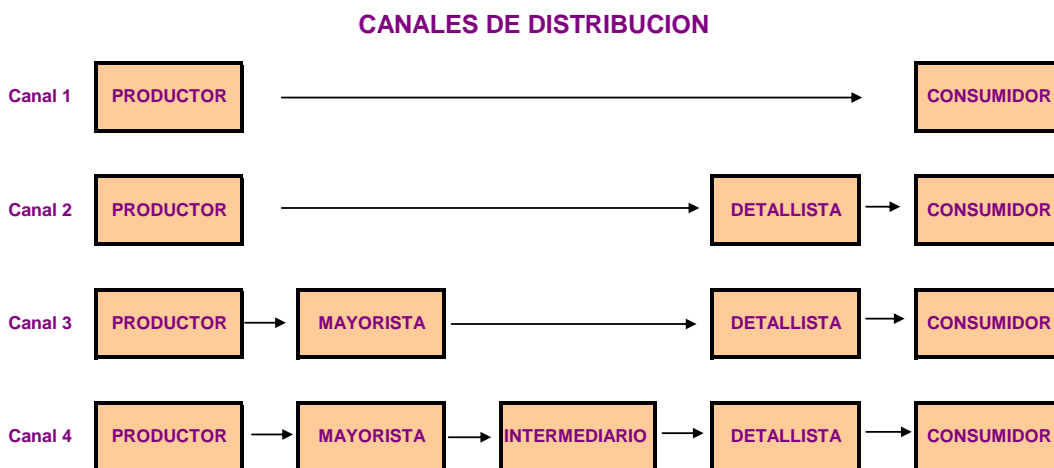 CANALES DE DISTRIBUCION
Canal 1 PRODUCTOR CONSUMIDOR
Canal 2 PRODUCTOR DETALLISTA CONSUMIDOR
Canal 3 PRODUCTOR MAYORISTA DETALLISTA CONSUMIDOR
Canal 4 PRODUCTOR MAYORISTA INTERMEDIARIO DETALLISTA CONSUMIDOR